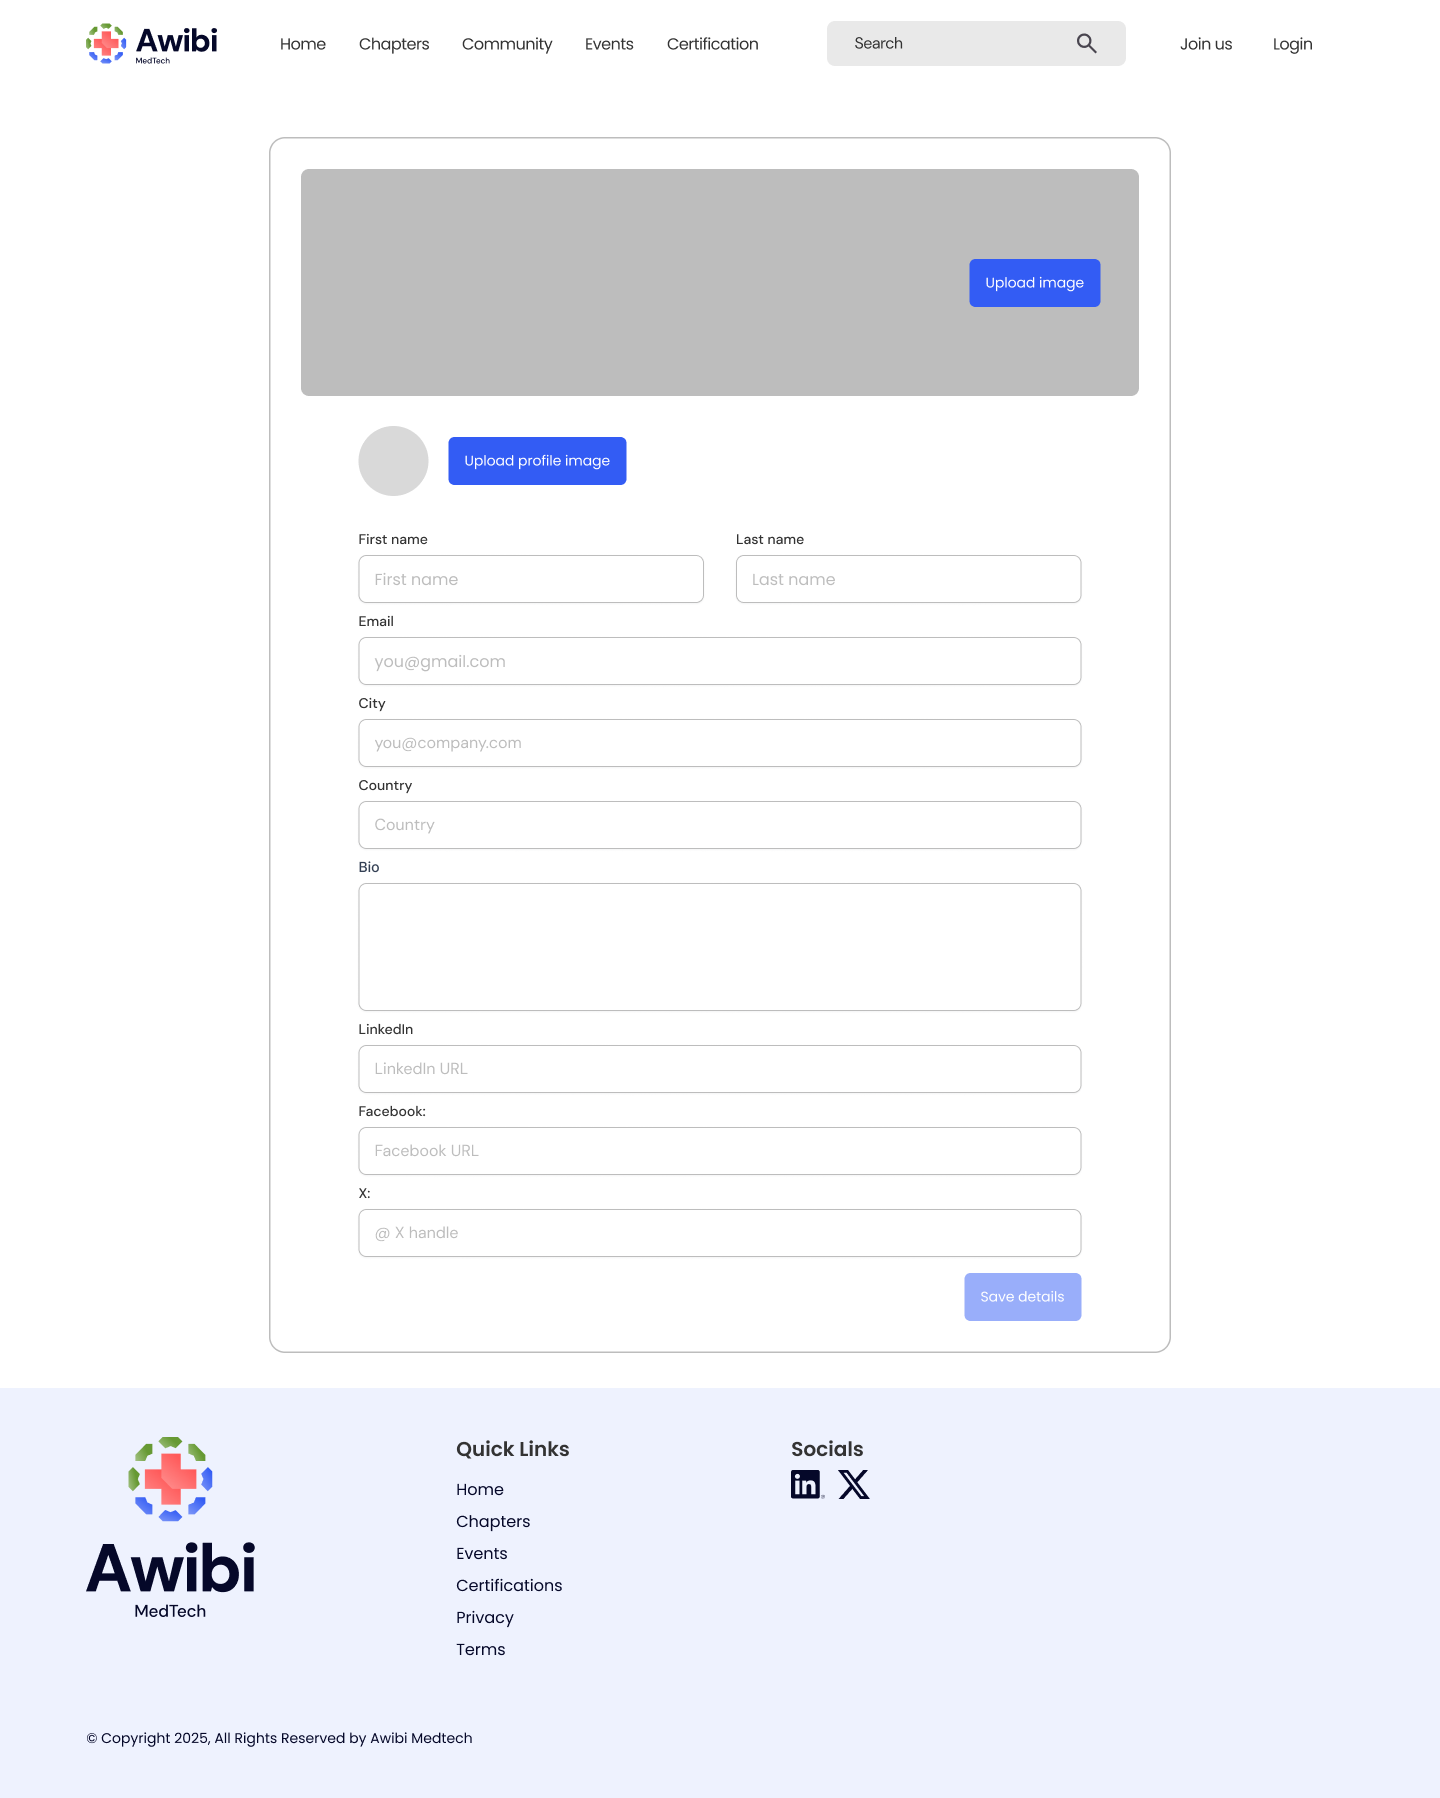 Awibi
MedTech
Home Chapters Community Events Certification
Search
Join us Login
Upload image
Upload profile image
First name Last name
First name Last name
Email
you@gmail.com
City
you@company.com
Country
Country
Bio
LinkedIn
LinkedIn URL
Facebook:
Facebook URL
X:
@ X handle
Save details
Awibi
MedTech
Quick Links
Home
Chapters
Events
Certifications
Privacy
Terms
Socials
in
© Copyright 2025, All Rights Reserved by Awibi Medtech